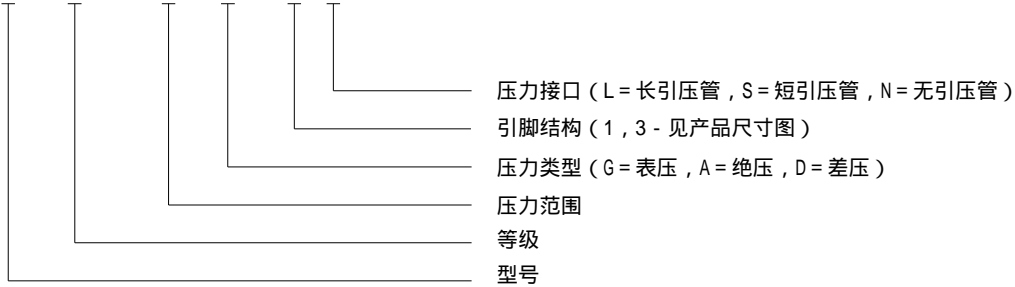 压力接口（L=长引压管，S=短引压管，N=无引压管）
引脚结构（1，3-见产品尺寸图）
压力类型（G=表压，A=绝压，D=差压）
压力范围
等级
型号